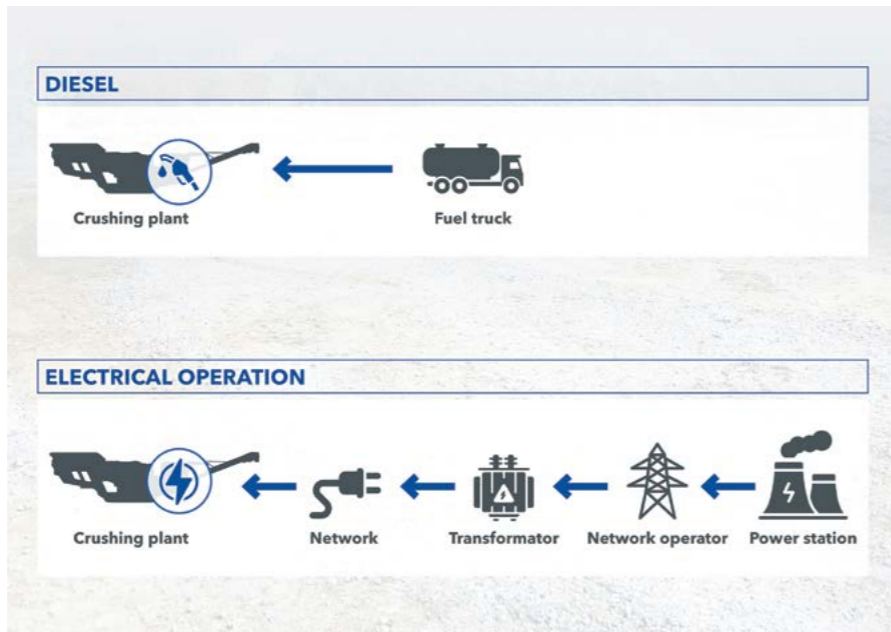 DIESEL
Crushing plant
Fuel truck
ELECTRICAL OPERATION
Crushing plant
Network
Transformator
Network operator
Power station